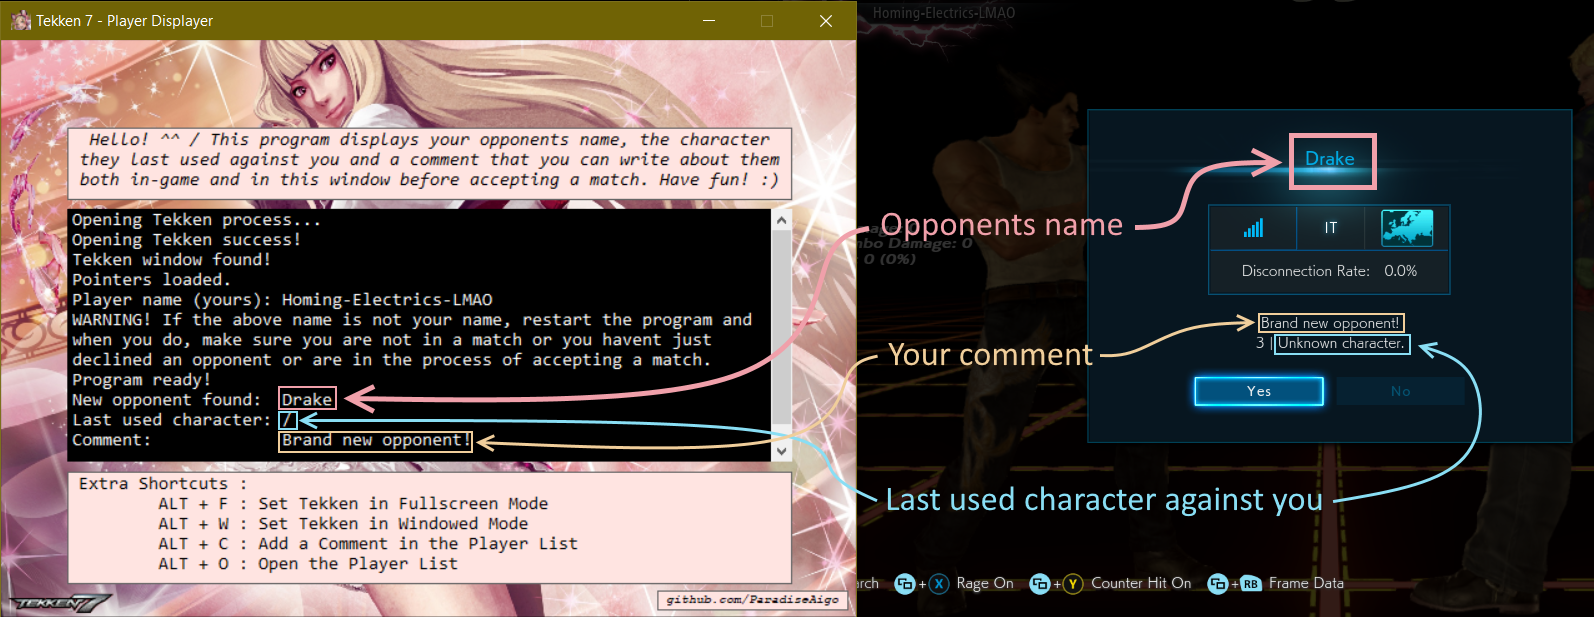 Tekken 7 - Player Displayer
Hello! ^^ / This program displays your opponents name, the character
they last used against you and a comment that you can write about them
both in-game and in this window before accepting a match. Have fun! :)
Opening Tekken process...
Opening Tekken success!
Tekken window found!
Pointers loaded.
Player name (yours): Homing-Electrics-LMAO
WARNING! If the above name is not your name, restart the program and
when you do, make sure you are not in a match or you havent just
declined an opponent or are in the process of accepting a match.
Program ready!
New opponent found: Drake
Last used character: /
Comment: Brand new opponent!
Extra Shortcuts :
ALT + F : Set Tekken in Fullscreen Mode
ALT + W : Set Tekken in Windowed Mode
ALT + C : Add a Comment in the Player List
ALT + O : Open the Player List
TEKKEN 7
github.com/ParadiseAigo
Homing-Electrics-LMAO
Opponents name
Damage: 0
0 (0%)
Your comment
Last used character against you
Drake
IT
Disconnection Rate: 0.0%
Brand new opponent!
3 | Unknown character.
Yes
No
+ X Rage On
+ Y Counter Hit On
+ RB Frame Data